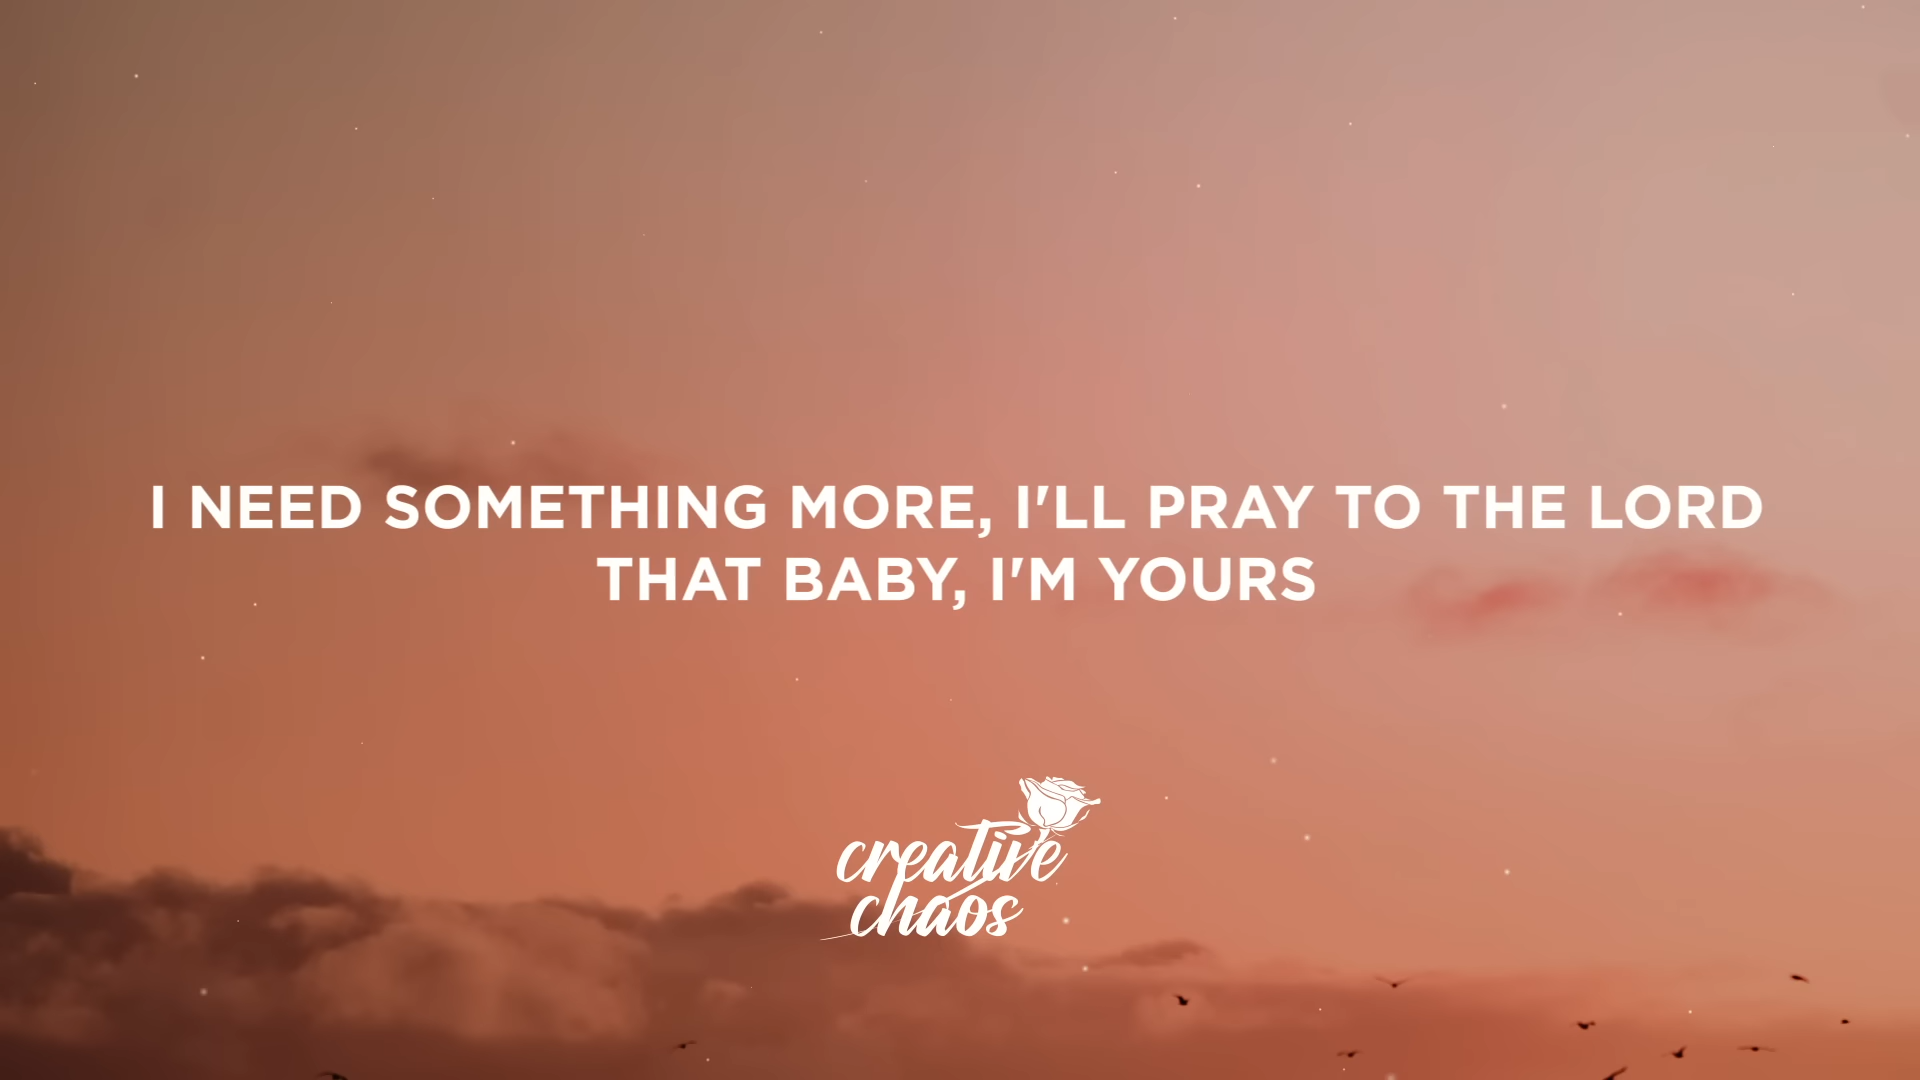 I NEED SOMETHING MORE, I'LL PRAY TO THE LORD
THAT BABY, I'M YOURS
creative
chaos